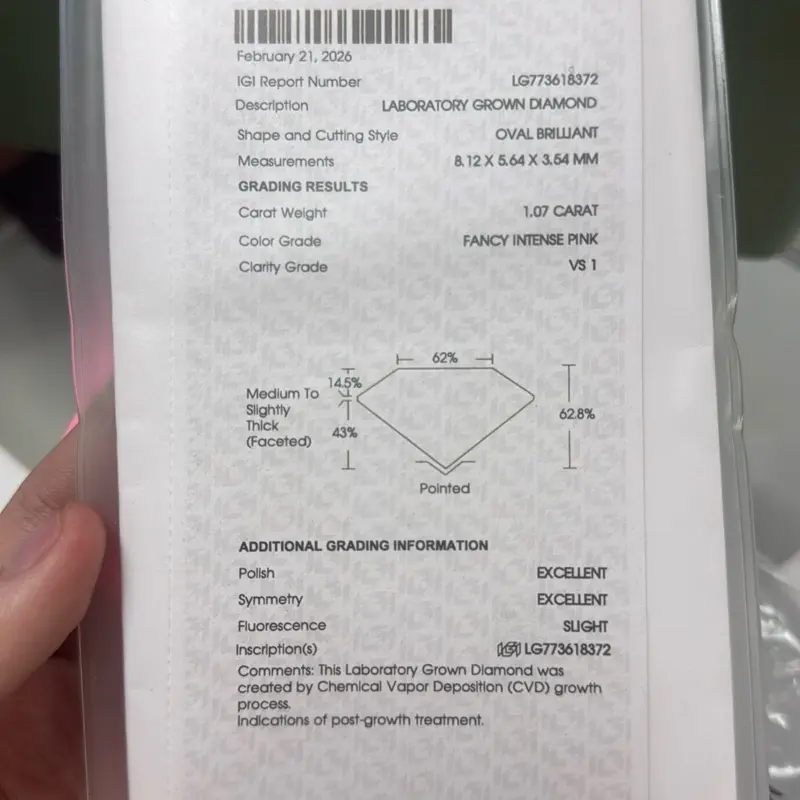 February 21, 2026
IGI Report Number LG773618372
Description LABORATORY GROWN DIAMOND
Shape and Cutting Style OVAL BRILLIANT
Measurements 8.12 X 5.64 X 3.54 MM
GRADING RESULTS
Carat Weight 1.07 CARAT
Color Grade FANCY INTENSE PINK
Clarity Grade VS 1
62%
14.5%
Medium To
Slightly
Thick
(Faceted)
43%
62.8%
Pointed
ADDITIONAL GRADING INFORMATION
Polish EXCELLENT
Symmetry EXCELLENT
Fluorescence SLIGHT
Inscription(s) IGI LG773618372
Comments: This Laboratory Grown Diamond was
created by Chemical Vapor Deposition (CVD) growth
process.
Indications of post-growth treatment.